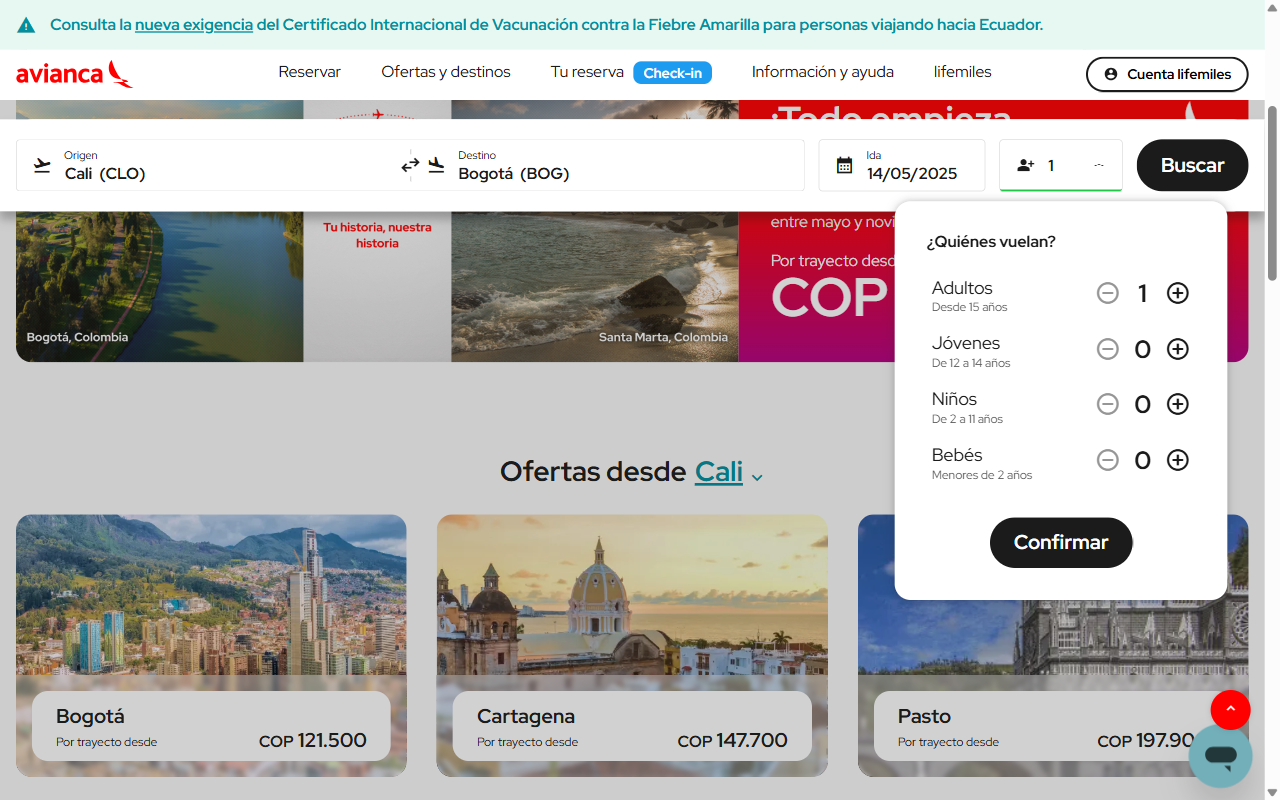 Consulta la nueva exigencia del Certificado Internacional de Vacunación contra la Fiebre Amarilla para personas viajando hacia Ecuador.
avianca
Reservar
Ofertas y destinos
Tu reserva
Check-in
Información y ayuda
lifemiles
Cuenta lifemiles
¡Todo empieza
Origen
Cali (CLO)
Destino
Bogotá (BOG)
Ida
14/05/2025
1
Buscar
Tu historia, nuestra
historia
Bogotá, Colombia
Santa Marta, Colombia
entre mayo y
Por trayecto
COP
¿Quiénes vuelan?
Adultos
Desde 15 años
1
Jóvenes
De 12 a 14 años
0
Niños
De 2 a 11 años
0
Bebés
Menores de 2 años
0
Confirmar
Ofertas desde Cali
Bogotá
Por trayecto desde
COP 121.500
Cartagena
Por trayecto desde
COP 147.700
Pasto
Por trayecto desde
COP 197.90